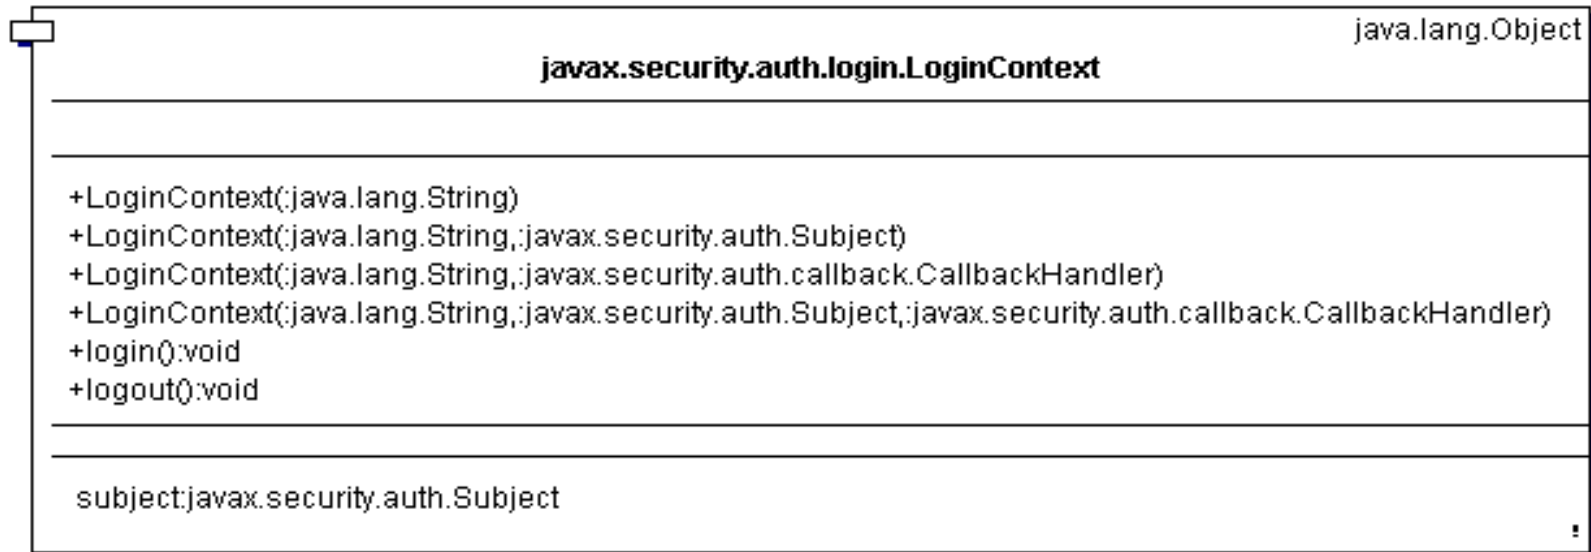 java.lang.Object
javax.security.auth.login.LoginContext
+LoginContext(:java.lang.String)
+LoginContext(:java.lang.String,:javax.security.auth.Subject)
+LoginContext(:java.lang.String,:javax.security.auth.callback.CallbackHandler)
+LoginContext(:java.lang.String,:javax.security.auth.Subject,:javax.security.auth.callback.CallbackHandler)
+login():void
+logout():void
subject:javax.security.auth.Subject